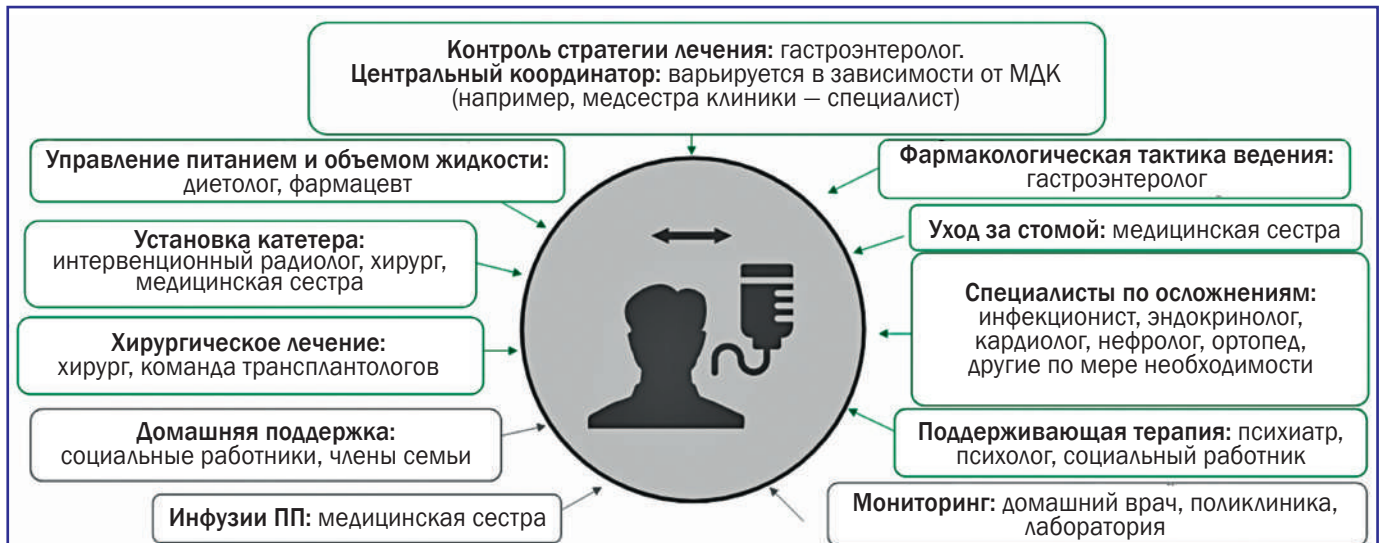 Контроль стратегии лечения: гастроэнтеролог.
Центральный координатор: варьируется в зависимости от МДК
(например, медсестра клиники — специалист)
Управление питанием и объемом жидкости:
диетолог, фармацевт
Установка катетера:
интервенционный радиолог, хирург,
медицинская сестра
Хирургическое лечение:
хирург, команда трансплантологов
Домашняя поддержка:
социальные работники, члены семьи
Инфузии ПП: медицинская сестра
Фармакологическая тактика ведения:
гастроэнтеролог
Уход за стомой: медицинская сестра
Специалисты по осложнениям:
инфекционист, эндокринолог,
кардиолог, нефролог, ортопед,
другие по мере необходимости
Поддерживающая терапия: психиатр,
психолог, социальный работник
Мониторинг: домашний врач, поликлиника,
лаборатория